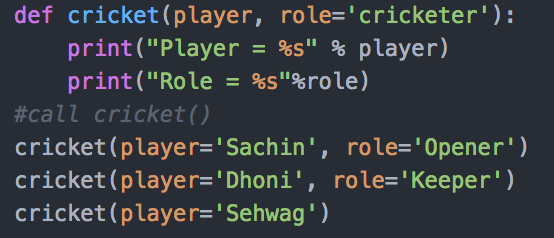 def cricket(player, role='cricketer'):
    print("Player = %s" % player)
    print("Role = %s"%role)
#call cricket()
cricket(player='Sachin', role='Opener')
cricket(player='Dhoni', role='Keeper')
cricket(player='Sehwag')